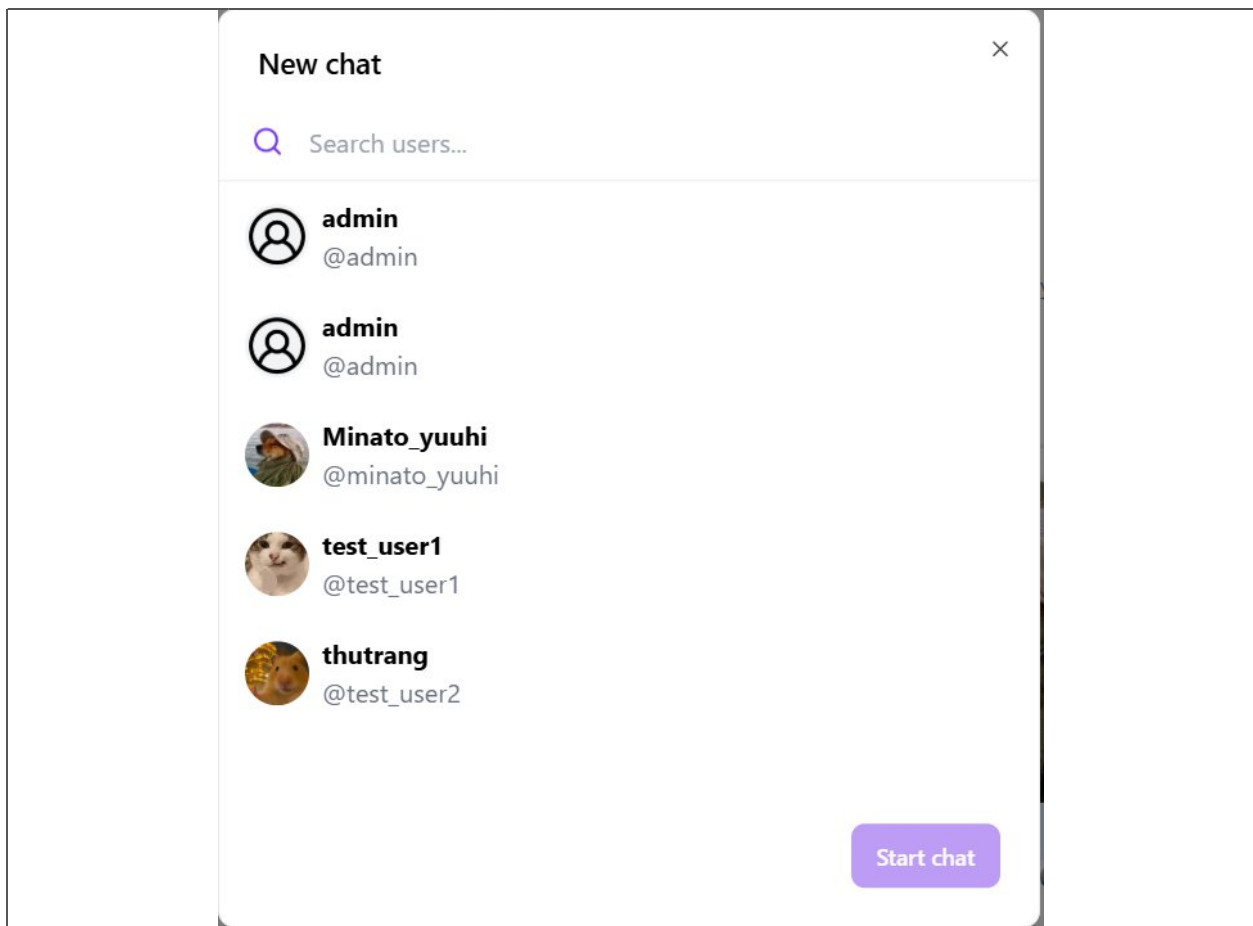 New chat
Search users...
admin
@admin
admin
@admin
Minato_yuuhi
@minato_yuuhi
test_user1
@test_user1
thutrang
@test_user2
Start chat